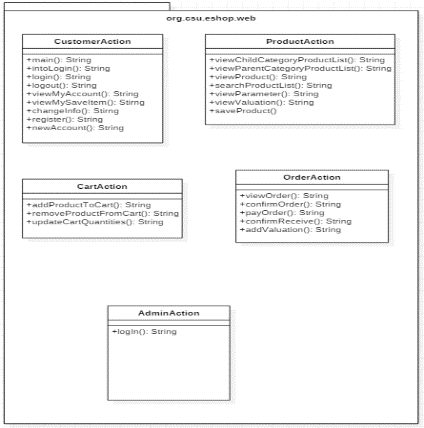 org.csu.eshop.web
CustomerAction
+main(): String
+intoLogin(): String
+login(): String
+logout(): String
+viewMyAccount(): String
+viewMySaveItem(): Stirng
+changeInfo(): String
+register(): String
+newAccount(): String
ProductAction
+viewChildCategoryProductList(): String
+viewParentCategoryProductList(): String
+viewProduct(): String
+searchProductList(): String
+viewParameter(): String
+viewValuation(): String
+saveProduct()
CartAction
+addProductToCart(): String
+removeProductFromCart(): String
+updateCartQuantities(): String
OrderAction
+viewOrder(): String
+confirmOrder(): String
+payOrder(): String
+confirmReceive(): String
+addValuation(): String
AdminAction
+logIn(): String